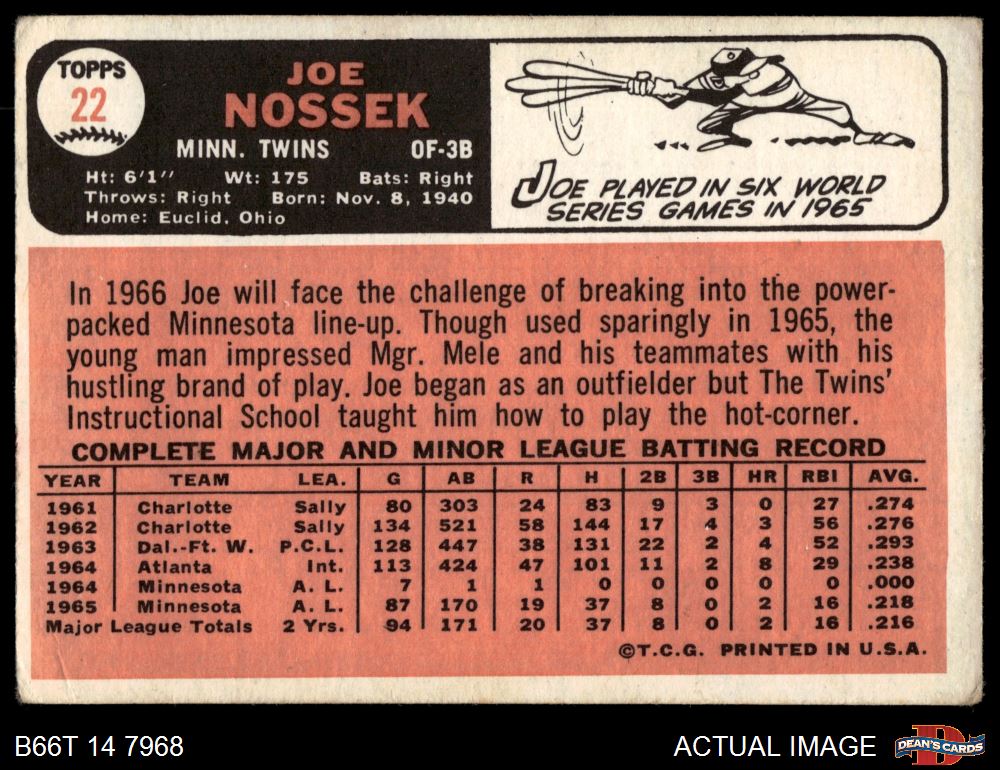 TOPPS
22
JOE
NOSSEK
MINN. TWINS OF-3B
Ht: 6'1" Wt: 175 Bats: Right
Throws: Right Born: Nov. 8, 1940
Home: Euclid, Ohio
JOE PLAYED IN SIX WORLD
SERIES GAMES IN 1965
In 1966 Joe will face the challenge of breaking into the power-
packed Minnesota line-up. Though used sparingly in 1965, the
young man impressed Mgr. Mele and his teammates with his
hustling brand of play. Joe began as an outfielder but The Twins'
Instructional School taught him how to play the hot-corner.
COMPLETE MAJOR AND MINOR LEAGUE BATTING RECORD
YEAR TEAM LEA. G AB R H 2B 3B HR RBI AVG.
1961 Charlotte Sally 80 303 24 83 9 3 0 27 .274
1962 Charlotte Sally 134 521 58 144 17 4 3 56 .276
1963 Dal.-Ft. W. P.C.L. 128 447 38 131 22 2 4 52 .293
1964 Atlanta Int. 113 424 47 101 11 2 8 29 .238
1964 Minnesota A. L. 7 1 1 0 0 0 0 0 .000
1965 Minnesota A. L. 87 170 19 37 8 0 2 16 .218
Major League Totals 2 Yrs. 94 171 20 37 8 0 2 16 .216
©T.C.G. PRINTED IN U.S.A.
B66T 14 7968 ACTUAL IMAGE DEAN'S CARDS